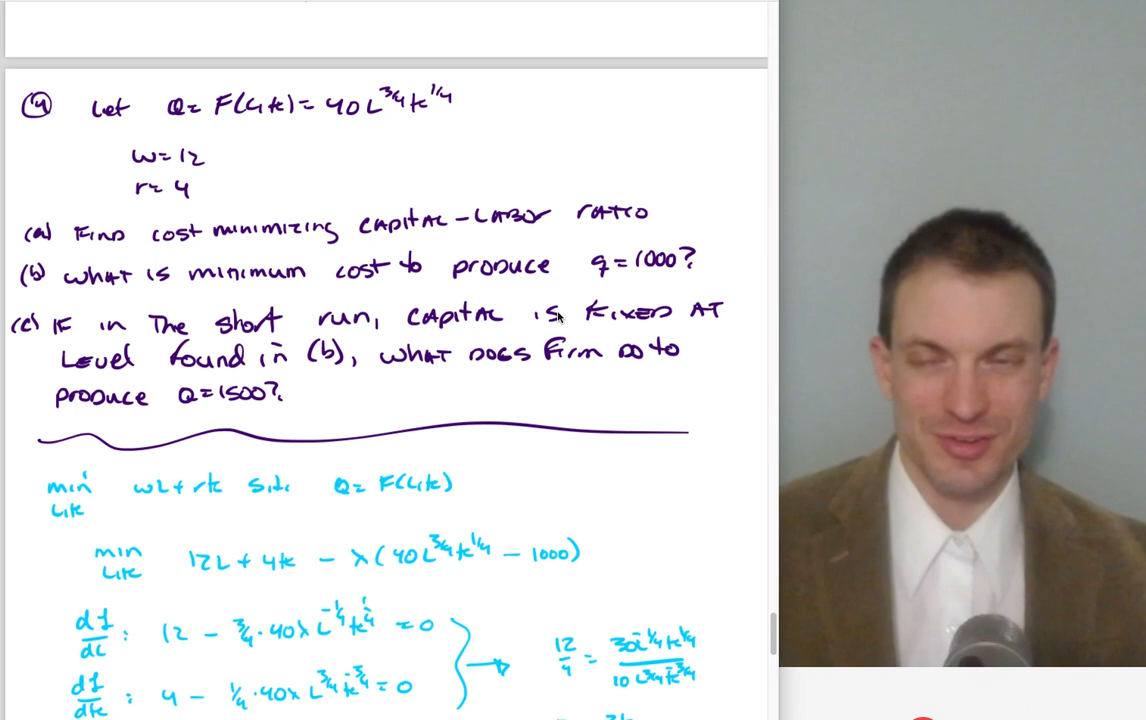 ④ Let Q = F(L,K) = 40 L^{3/4} K^{1/4}
w = 12
r = 4
(a) Find cost minimizing capital-labor ratio
(b) what is minimum cost to produce q = 1000?
(c) If in the short run, capital is fixed at
level found in (b), what does firm do to
produce Q = 1500?
min wL + rK s.t. Q = F(L,K)
L,K
min 12L + 4K - λ(40 L^{3/4} K^{1/4} - 1000)
L,K
dL/dL : 12 - 3/4·40λ L^{-1/4} K^{1/4} = 0
12/4 = 30 L^{-1/4} K^{1/4} / 10 L^{3/4} K^{-3/4}
dL/dK : 4 - 1/4·40λ L^{3/4} K^{-3/4} = 0